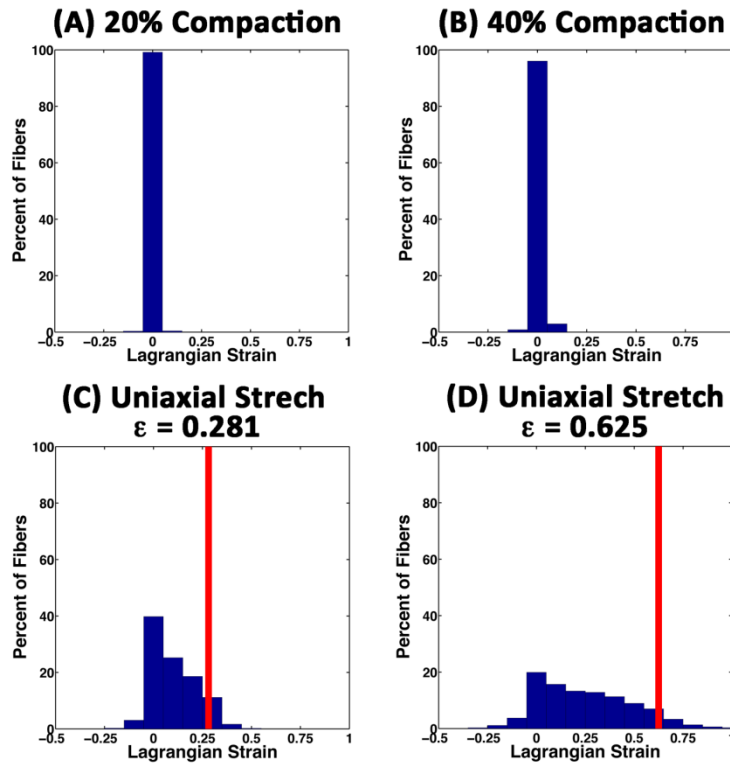 (A) 20% Compaction
100
80
60
40
20
0
Percent of Fibers
-0.5 -0.25 0 0.25 0.5 0.75 1
Lagrangian Strain
(B) 40% Compaction
100
80
60
40
20
0
Percent of Fibers
-0.5 -0.25 0 0.25 0.5 0.75
Lagrangian Strain
(C) Uniaxial Strech
ε = 0.281
100
80
60
40
20
0
Percent of Fibers
-0.5 -0.25 0 0.25 0.5 0.75 1
Lagrangian Strain
(D) Uniaxial Stretch
ε = 0.625
100
80
60
40
20
0
Percent of Fibers
-0.5 -0.25 0 0.25 0.5 0.75
Lagrangian Strain